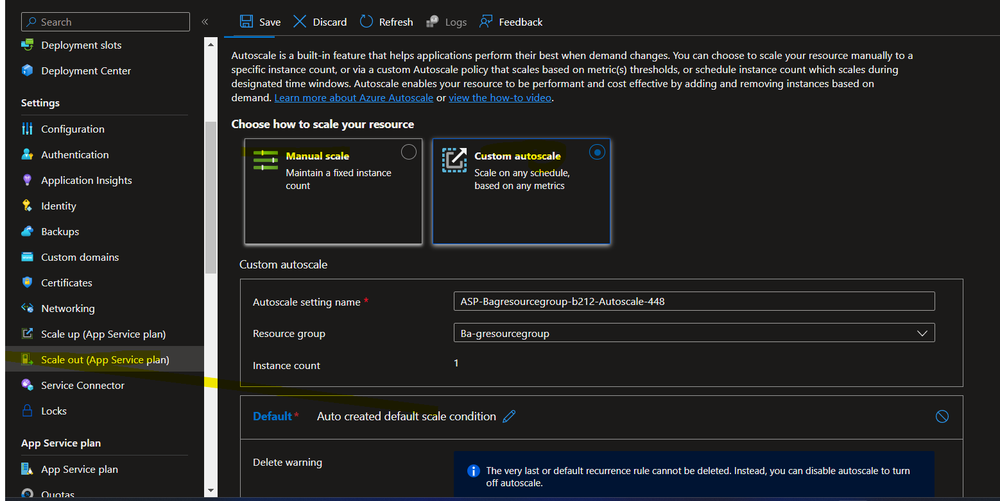 Search
«
Deployment slots
Deployment Center
Settings
Configuration
Authentication
Application Insights
Identity
Backups
Custom domains
Certificates
Networking
Scale up (App Service plan)
Scale out (App Service plan)
Service Connector
Locks
App Service plan
App Service plan
Quotas
Save
Discard
Refresh
Logs
Feedback
Autoscale is a built-in feature that helps applications perform their best when demand changes. You can choose to scale your resource manually to a
specific instance count, or via a custom Autoscale policy that scales based on metric(s) thresholds, or schedule instance count which scales during
designated time windows. Autoscale enables your resource to be performant and cost effective by adding and removing instances based on
demand. Learn more about Azure Autoscale or view the how-to video.
Choose how to scale your resource
Manual scale
Maintain a fixed instance
count
Custom autoscale
Scale on any schedule,
based on any metrics
Custom autoscale
Autoscale setting name *
ASP-Bagresourcegroup-b212-Autoscale-448
Resource group
Ba-gresourcegroup
Instance count
1
Default* Auto created default scale condition
Delete warning
The very last or default recurrence rule cannot be deleted. Instead, you can disable autoscale to turn
off autoscale.